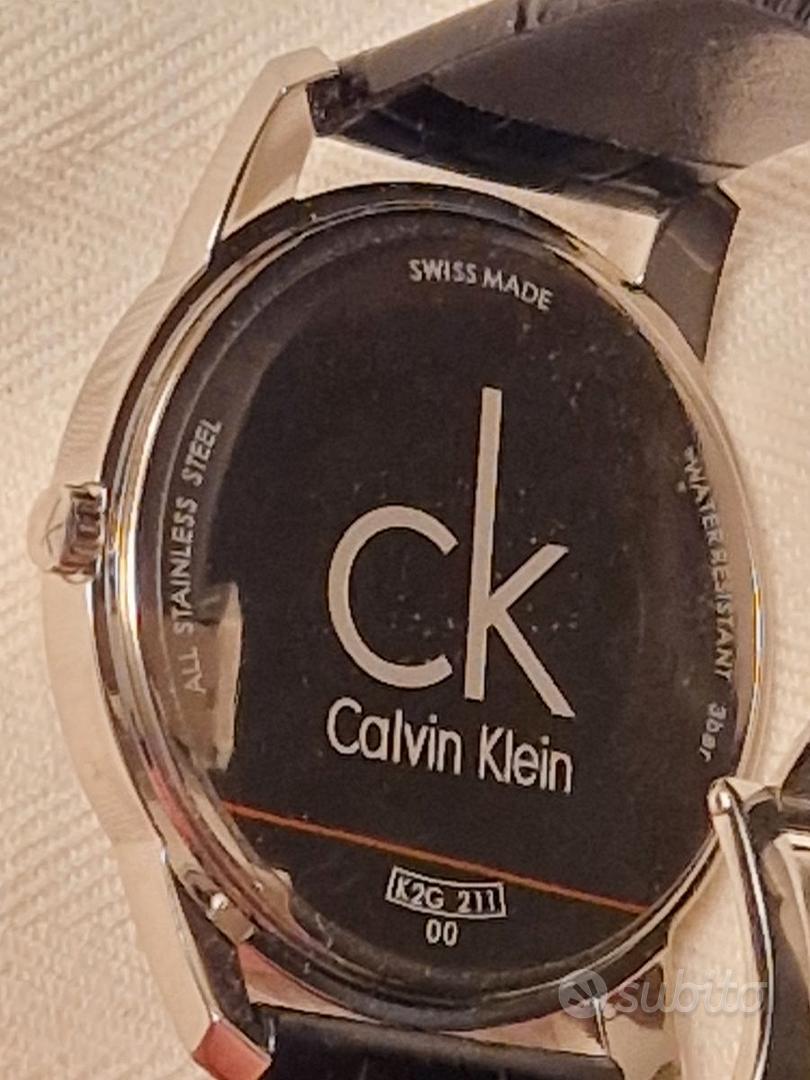 SWISS MADE
ALL STAINLESS STEEL
WATER RESISTANT 3bar
ck
Calvin Klein
K2G 211
00
subito